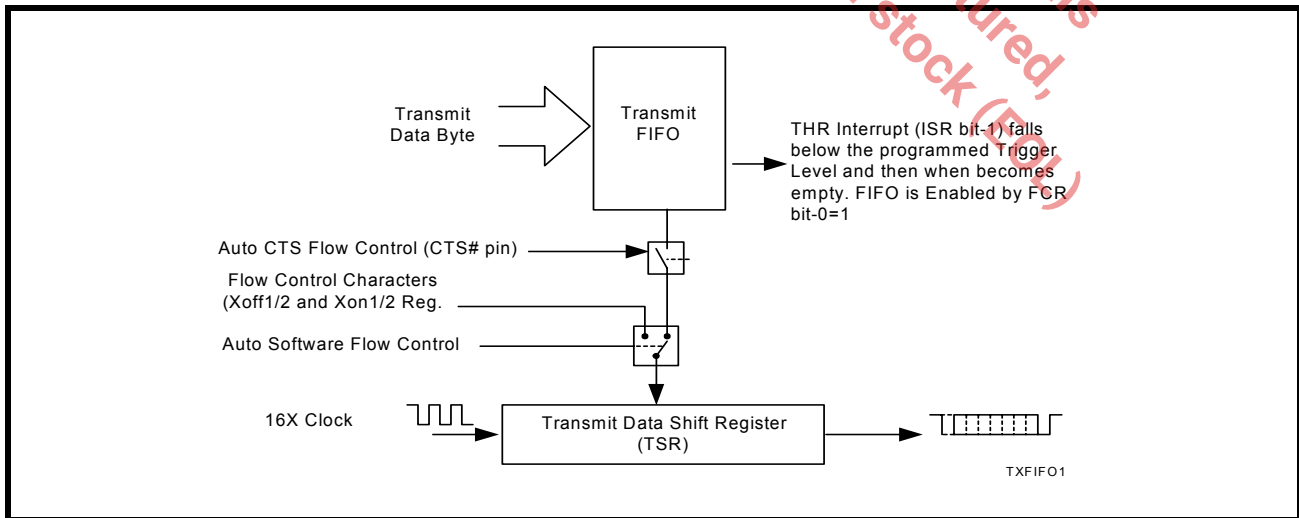 ns
tured,
stock (EOL)
Transmit
Data Byte
Transmit
FIFO
THR Interrupt (ISR bit-1) falls
below the programmed Trigger
Level and then when becomes
empty. FIFO is Enabled by FCR
bit-0=1
Auto CTS Flow Control (CTS# pin)
Flow Control Characters
(Xoff1/2 and Xon1/2 Reg.
Auto Software Flow Control
16X Clock
Transmit Data Shift Register
(TSR)
TXFIFO1